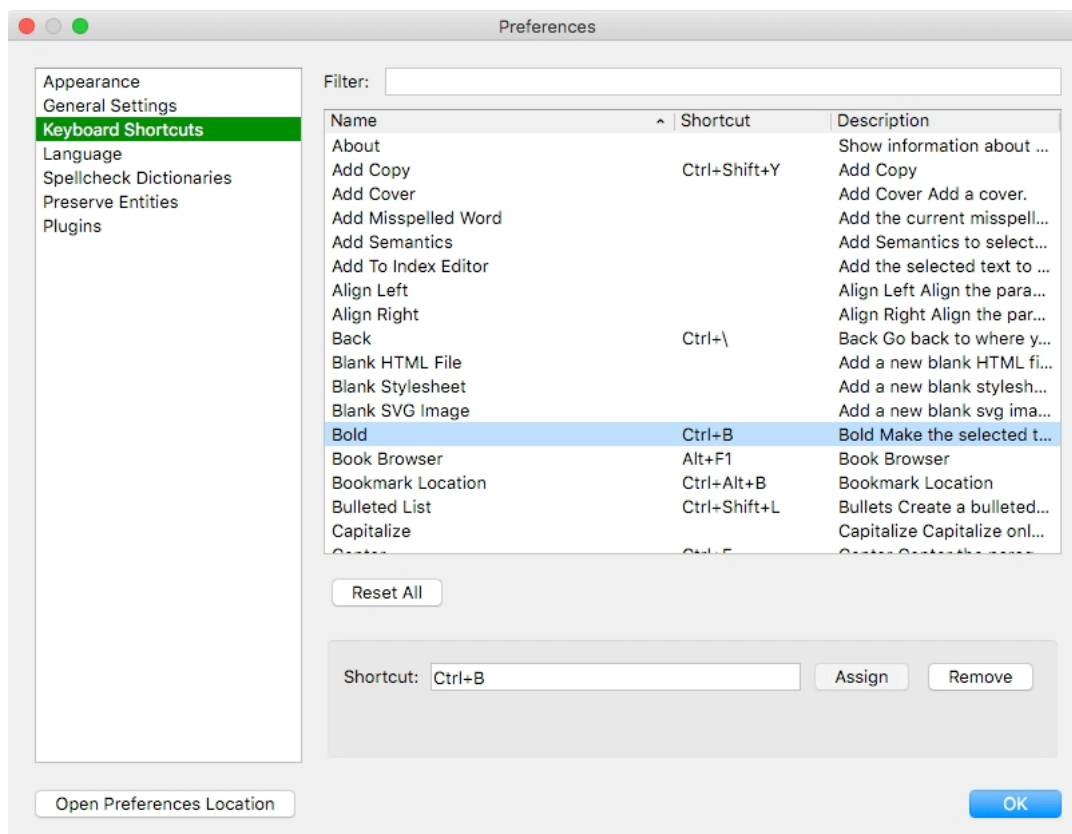 Preferences
Appearance
General Settings
Keyboard Shortcuts
Language
Spellcheck Dictionaries
Preserve Entities
Plugins
Filter:
Name Shortcut Description
About Show information about ...
Add Copy Ctrl+Shift+Y Add Copy
Add Cover Add Cover Add a cover.
Add Misspelled Word Add the current misspell...
Add Semantics Add Semantics to select...
Add To Index Editor Add the selected text to ...
Align Left Align Left Align the para...
Align Right Align Right Align the par...
Back Ctrl+\ Back Go back to where y...
Blank HTML File Add a new blank HTML fi...
Blank Stylesheet Add a new blank stylesh...
Blank SVG Image Add a new blank svg ima...
Bold Ctrl+B Bold Make the selected t...
Book Browser Alt+F1 Book Browser
Bookmark Location Ctrl+Alt+B Bookmark Location
Bulleted List Ctrl+Shift+L Bullets Create a bulleted...
Capitalize Capitalize Capitalize onl...
Reset All
Shortcut: Ctrl+B Assign Remove
Open Preferences Location OK